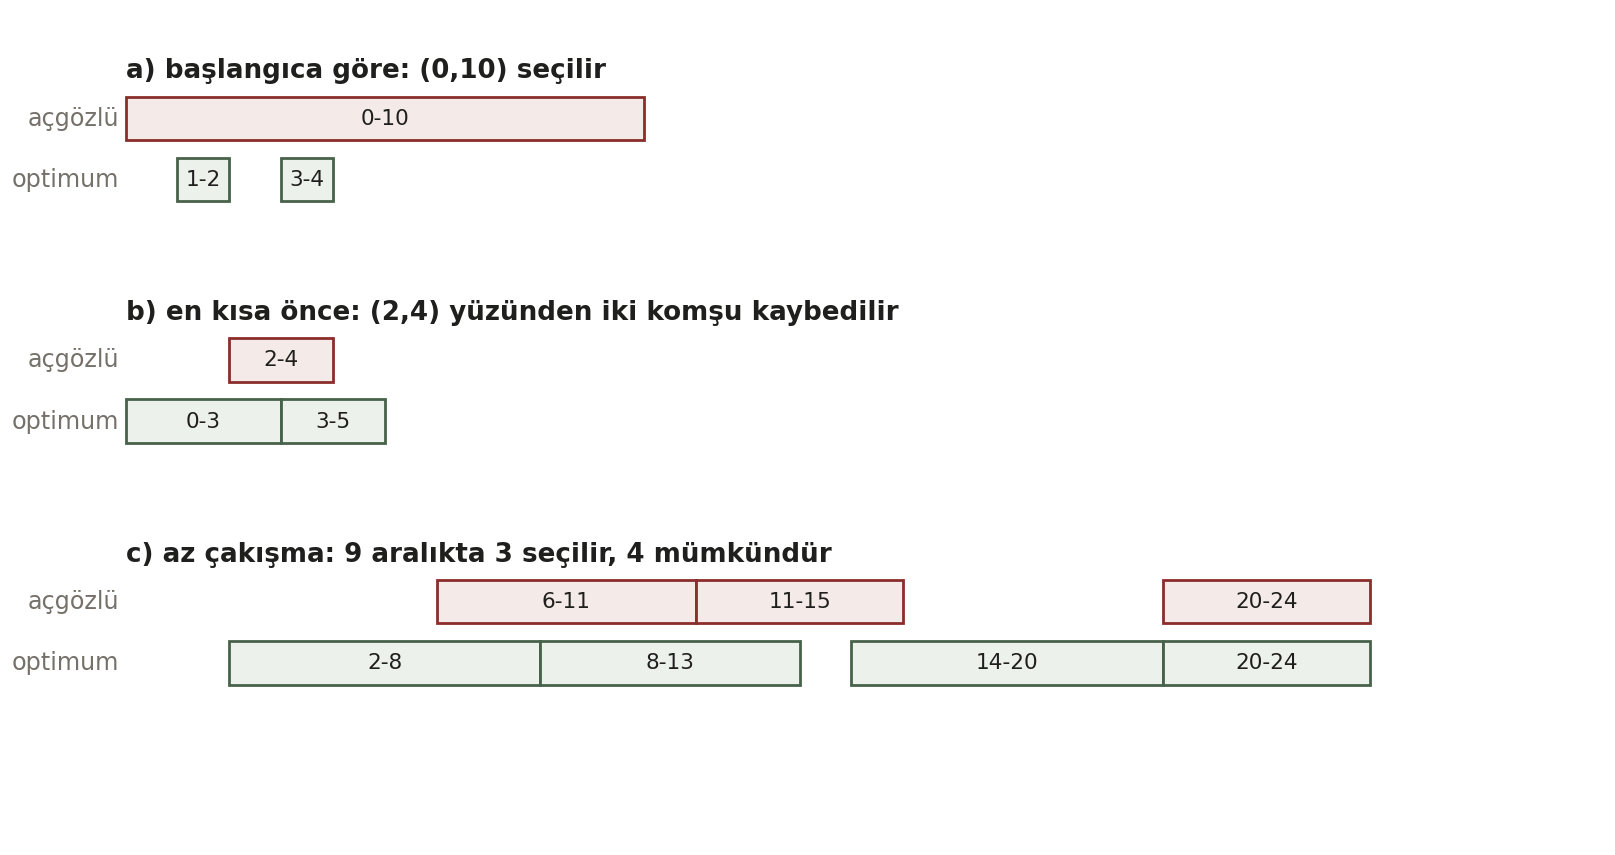 a) başlangıca göre: (0,10) seçilir
açgözlü 0-10
optimum 1-2 3-4
b) en kısa önce: (2,4) yüzünden iki komşu kaybedilir
açgözlü 2-4
optimum 0-3 3-5
c) az çakışma: 9 aralıkta 3 seçilir, 4 mümkündür
açgözlü 6-11 11-15 20-24
optimum 2-8 8-13 14-20 20-24